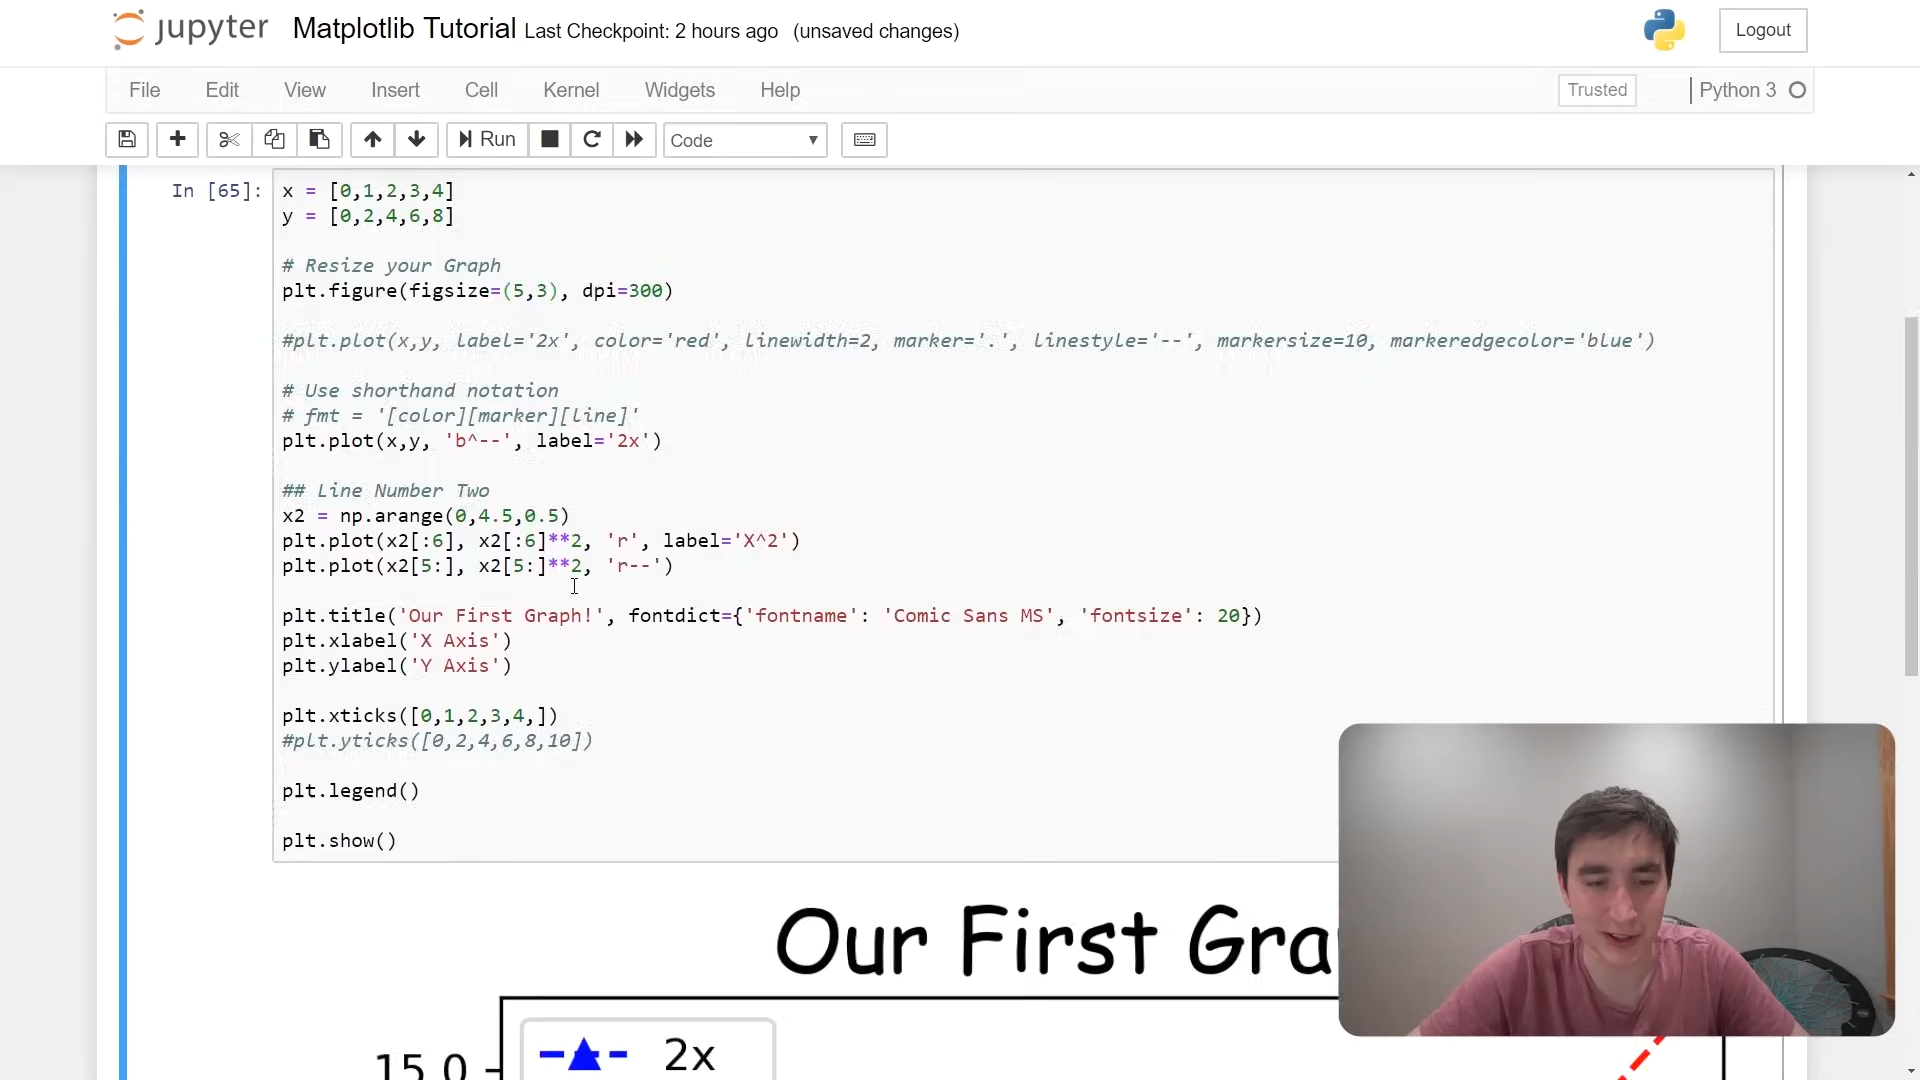 jupyter Matplotlib Tutorial Last Checkpoint: 2 hours ago (unsaved changes) Logout
File Edit View Insert Cell Kernel Widgets Help Trusted Python 3
Run Code
In [65]: x = [0,1,2,3,4]
y = [0,2,4,6,8]
# Resize your Graph
plt.figure(figsize=(5,3), dpi=300)
#plt.plot(x,y, label='2x', color='red', linewidth=2, marker='.', linestyle='--', markersize=10, markeredgecolor='blue')
# Use shorthand notation
# fmt = '[color][marker][line]'
plt.plot(x,y, 'b^--', label='2x')
## Line Number Two
x2 = np.arange(0,4.5,0.5)
plt.plot(x2[:6], x2[:6]**2, 'r', label='X^2')
plt.plot(x2[5:], x2[5:]**2, 'r--')
plt.title('Our First Graph!', fontdict={'fontname': 'Comic Sans MS', 'fontsize': 20})
plt.xlabel('X Axis')
plt.ylabel('Y Axis')
plt.xticks([0,1,2,3,4,])
#plt.yticks([0,2,4,6,8,10])
plt.legend()
plt.show()
Our First Gra
15.0
2x